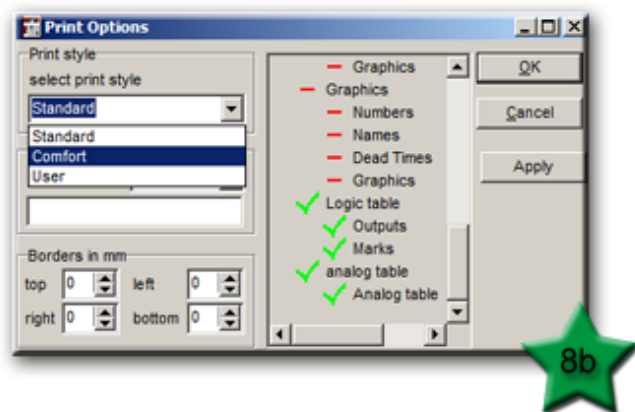 Print Options
Print style
select print style
Standard
Standard
Comfort
User
Borders in mm
top 0 left 0
right 0 bottom 0
Graphics
Graphics
Numbers
Names
Dead Times
Graphics
Logic table
Outputs
Marks
analog table
Analog table
OK
Cancel
Apply
8b